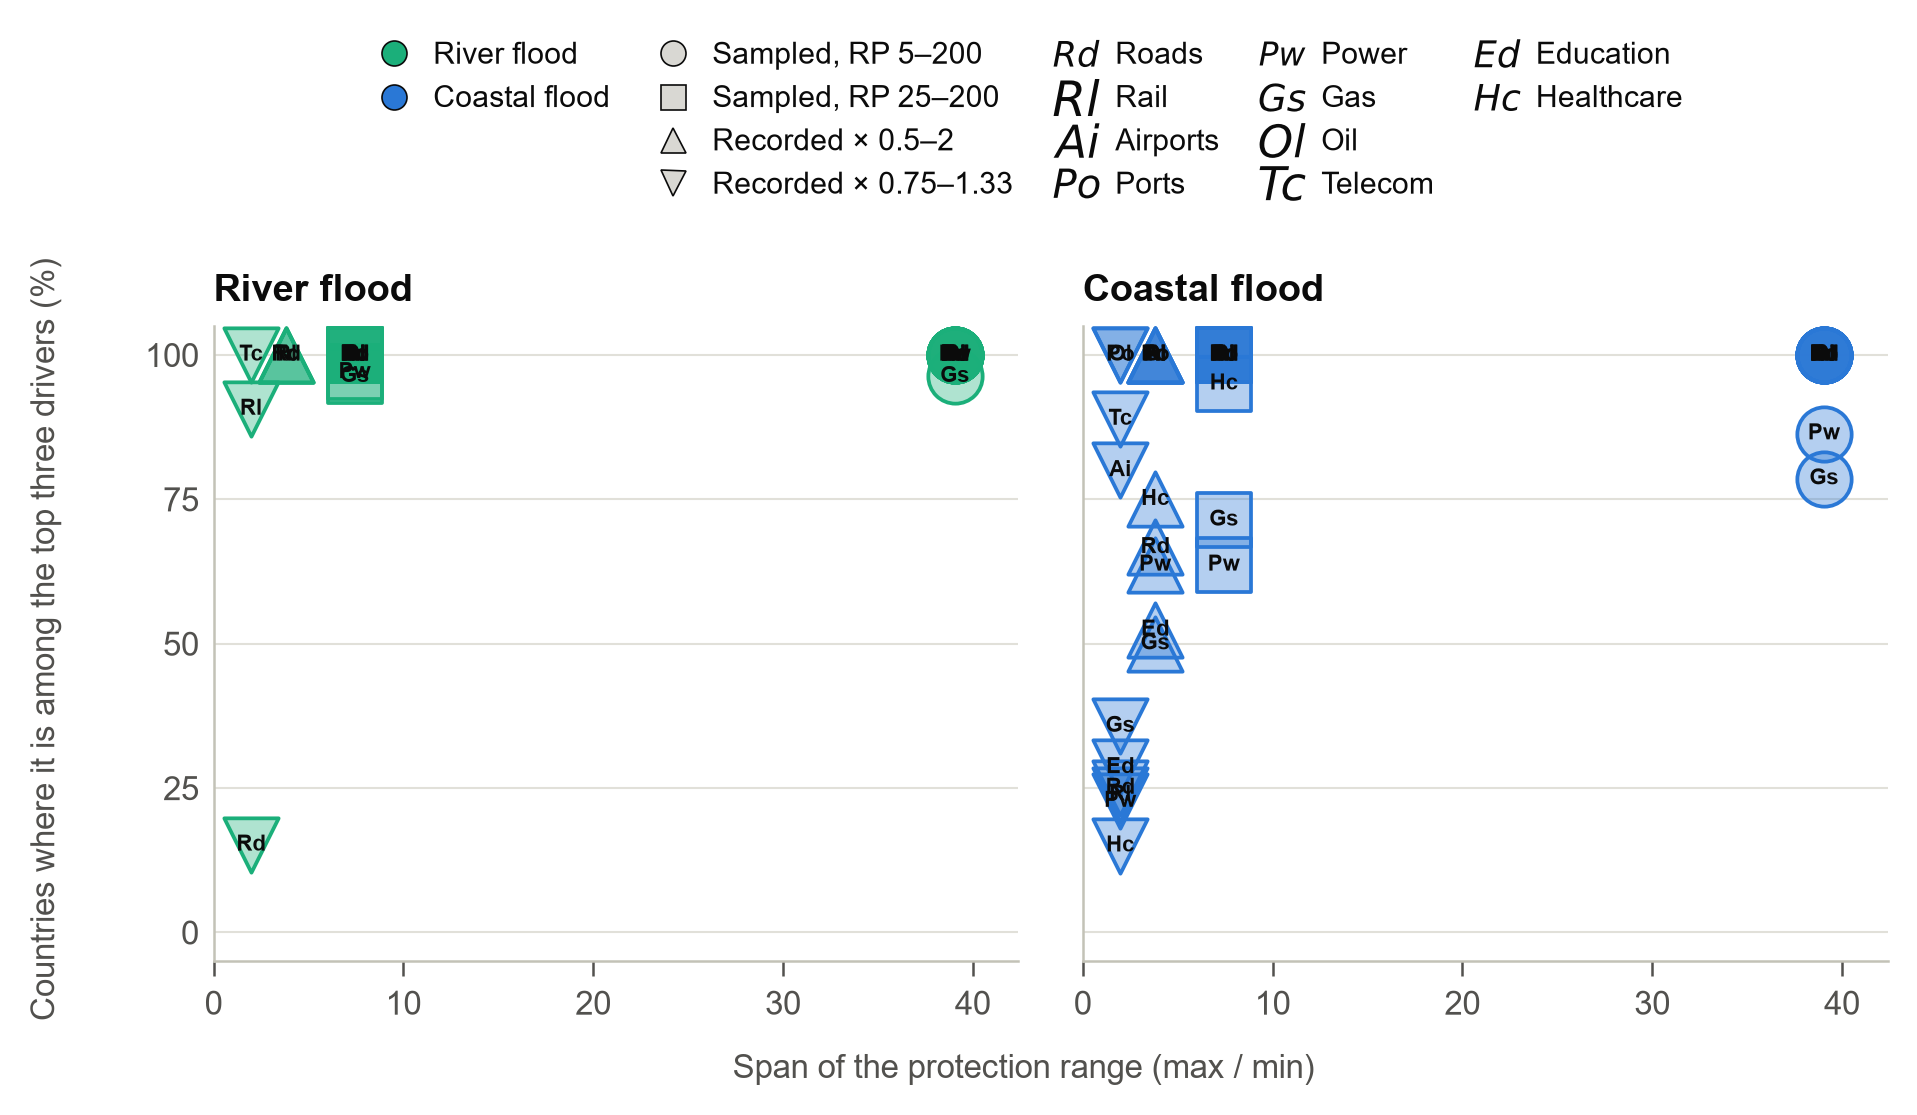 River flood
Coastal flood
Sampled, RP 5–200
Sampled, RP 25–200
Recorded × 0.5–2
Recorded × 0.75–1.33
Rd Roads
Rl Rail
Ai Airports
Po Ports
Pw Power
Gs Gas
Ol Oil
Tc Telecom
Ed Education
Hc Healthcare
Countries where it is among the top three drivers (%)
River flood
100
75
50
25
0
Tc
Rl
Rd
Pw
Gs
Gs
0 10 20 30 40
Coastal flood
Tc
Ai
Gs
Ed
Rd
Pw
Hc
Hc
Rd
Pw
Ed
Gs
Hc
Gs
Pw
Pw
Gs
0 10 20 30 40
Span of the protection range (max / min)